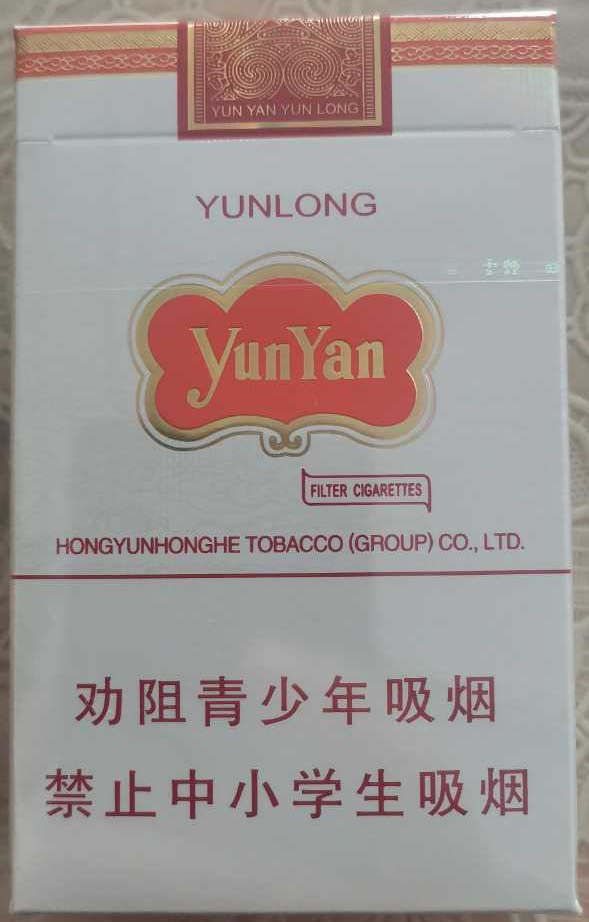 YUN YAN YUN LONG
YUNLONG
YunYan
FILTER CIGARETTES
HONGYUNHONGHE TOBACCO (GROUP) CO., LTD.
劝阻青少年吸烟
禁止中小学生吸烟